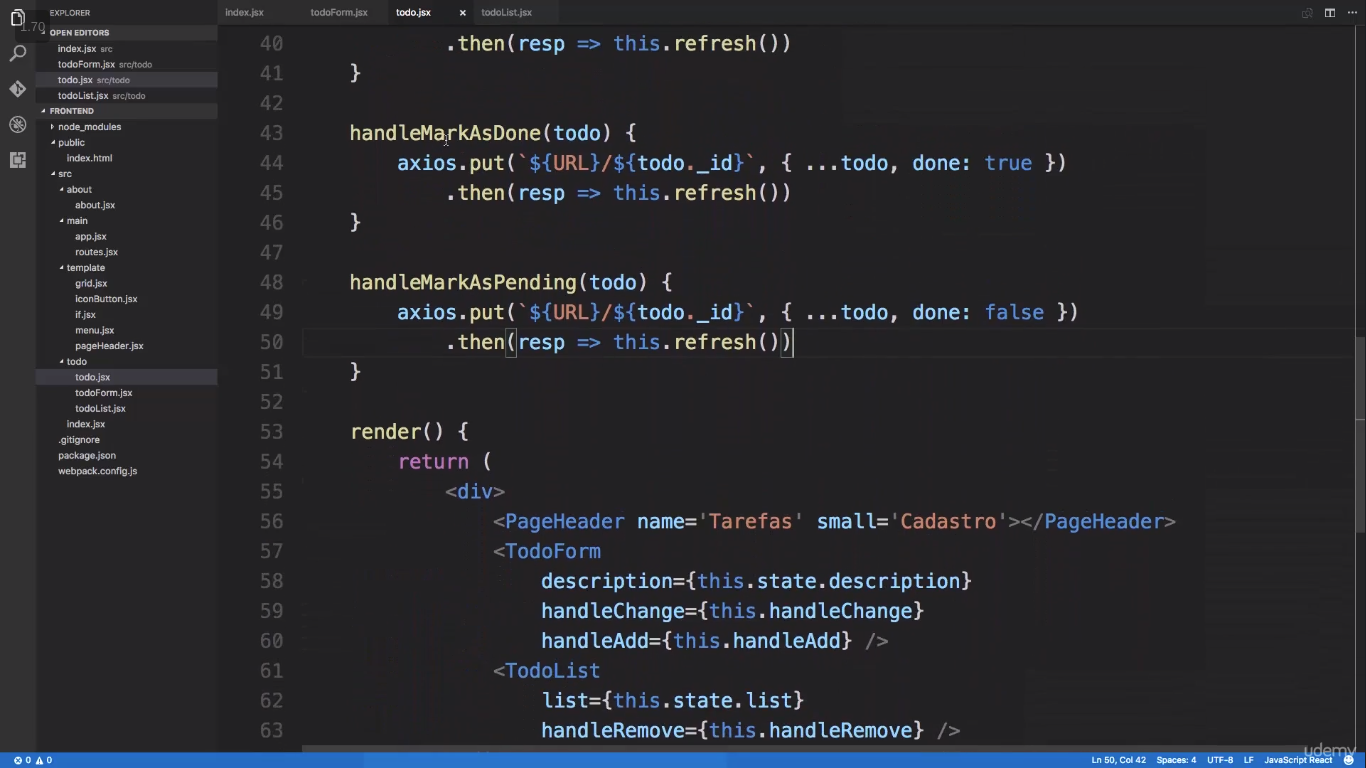 EXPLORER
index.jsx
todoForm.jsx
todo.jsx
×
todoList.jsx
1.70
OPEN EDITORS
index.jsx src
todoForm.jsx src/todo
todo.jsx src/todo
todoList.jsx src/todo
FRONTEND
node_modules
public
index.html
src
about
about.jsx
main
app.jsx
routes.jsx
template
grid.jsx
iconButton.jsx
if.jsx
menu.jsx
pageHeader.jsx
todo
todo.jsx
todoForm.jsx
todoList.jsx
index.jsx
.gitignore
package.json
webpack.config.js
40 .then(resp => this.refresh())
41 }
42
43 handleMarkAsDone(todo) {
44 axios.put(`${URL}/${todo._id}`, { ...todo, done: true })
45 .then(resp => this.refresh())
46 }
47
48 handleMarkAsPending(todo) {
49 axios.put(`${URL}/${todo._id}`, { ...todo, done: false })
50 .then(resp => this.refresh())
51 }
52
53 render() {
54 return (
55 <div>
56 <PageHeader name='Tarefas' small='Cadastro'></PageHeader>
57 <TodoForm
58 description={this.state.description}
59 handleChange={this.handleChange}
60 handleAdd={this.handleAdd} />
61 <TodoList
62 list={this.state.list}
63 handleRemove={this.handleRemove} />
udemy
0 0
Ln 50, Col 42 Spaces: 4 UTF-8 LF JavaScript React